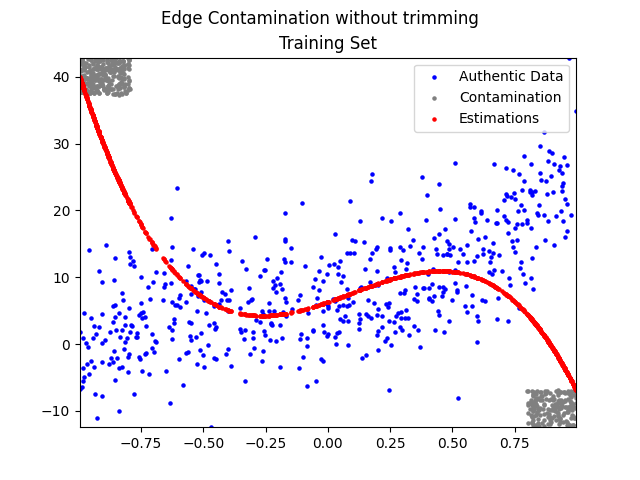 Edge Contamination without trimming
Training Set
Authentic Data
Contamination
Estimations
40
30
20
10
0
−10
−0.75
−0.50
−0.25
0.00
0.25
0.50
0.75